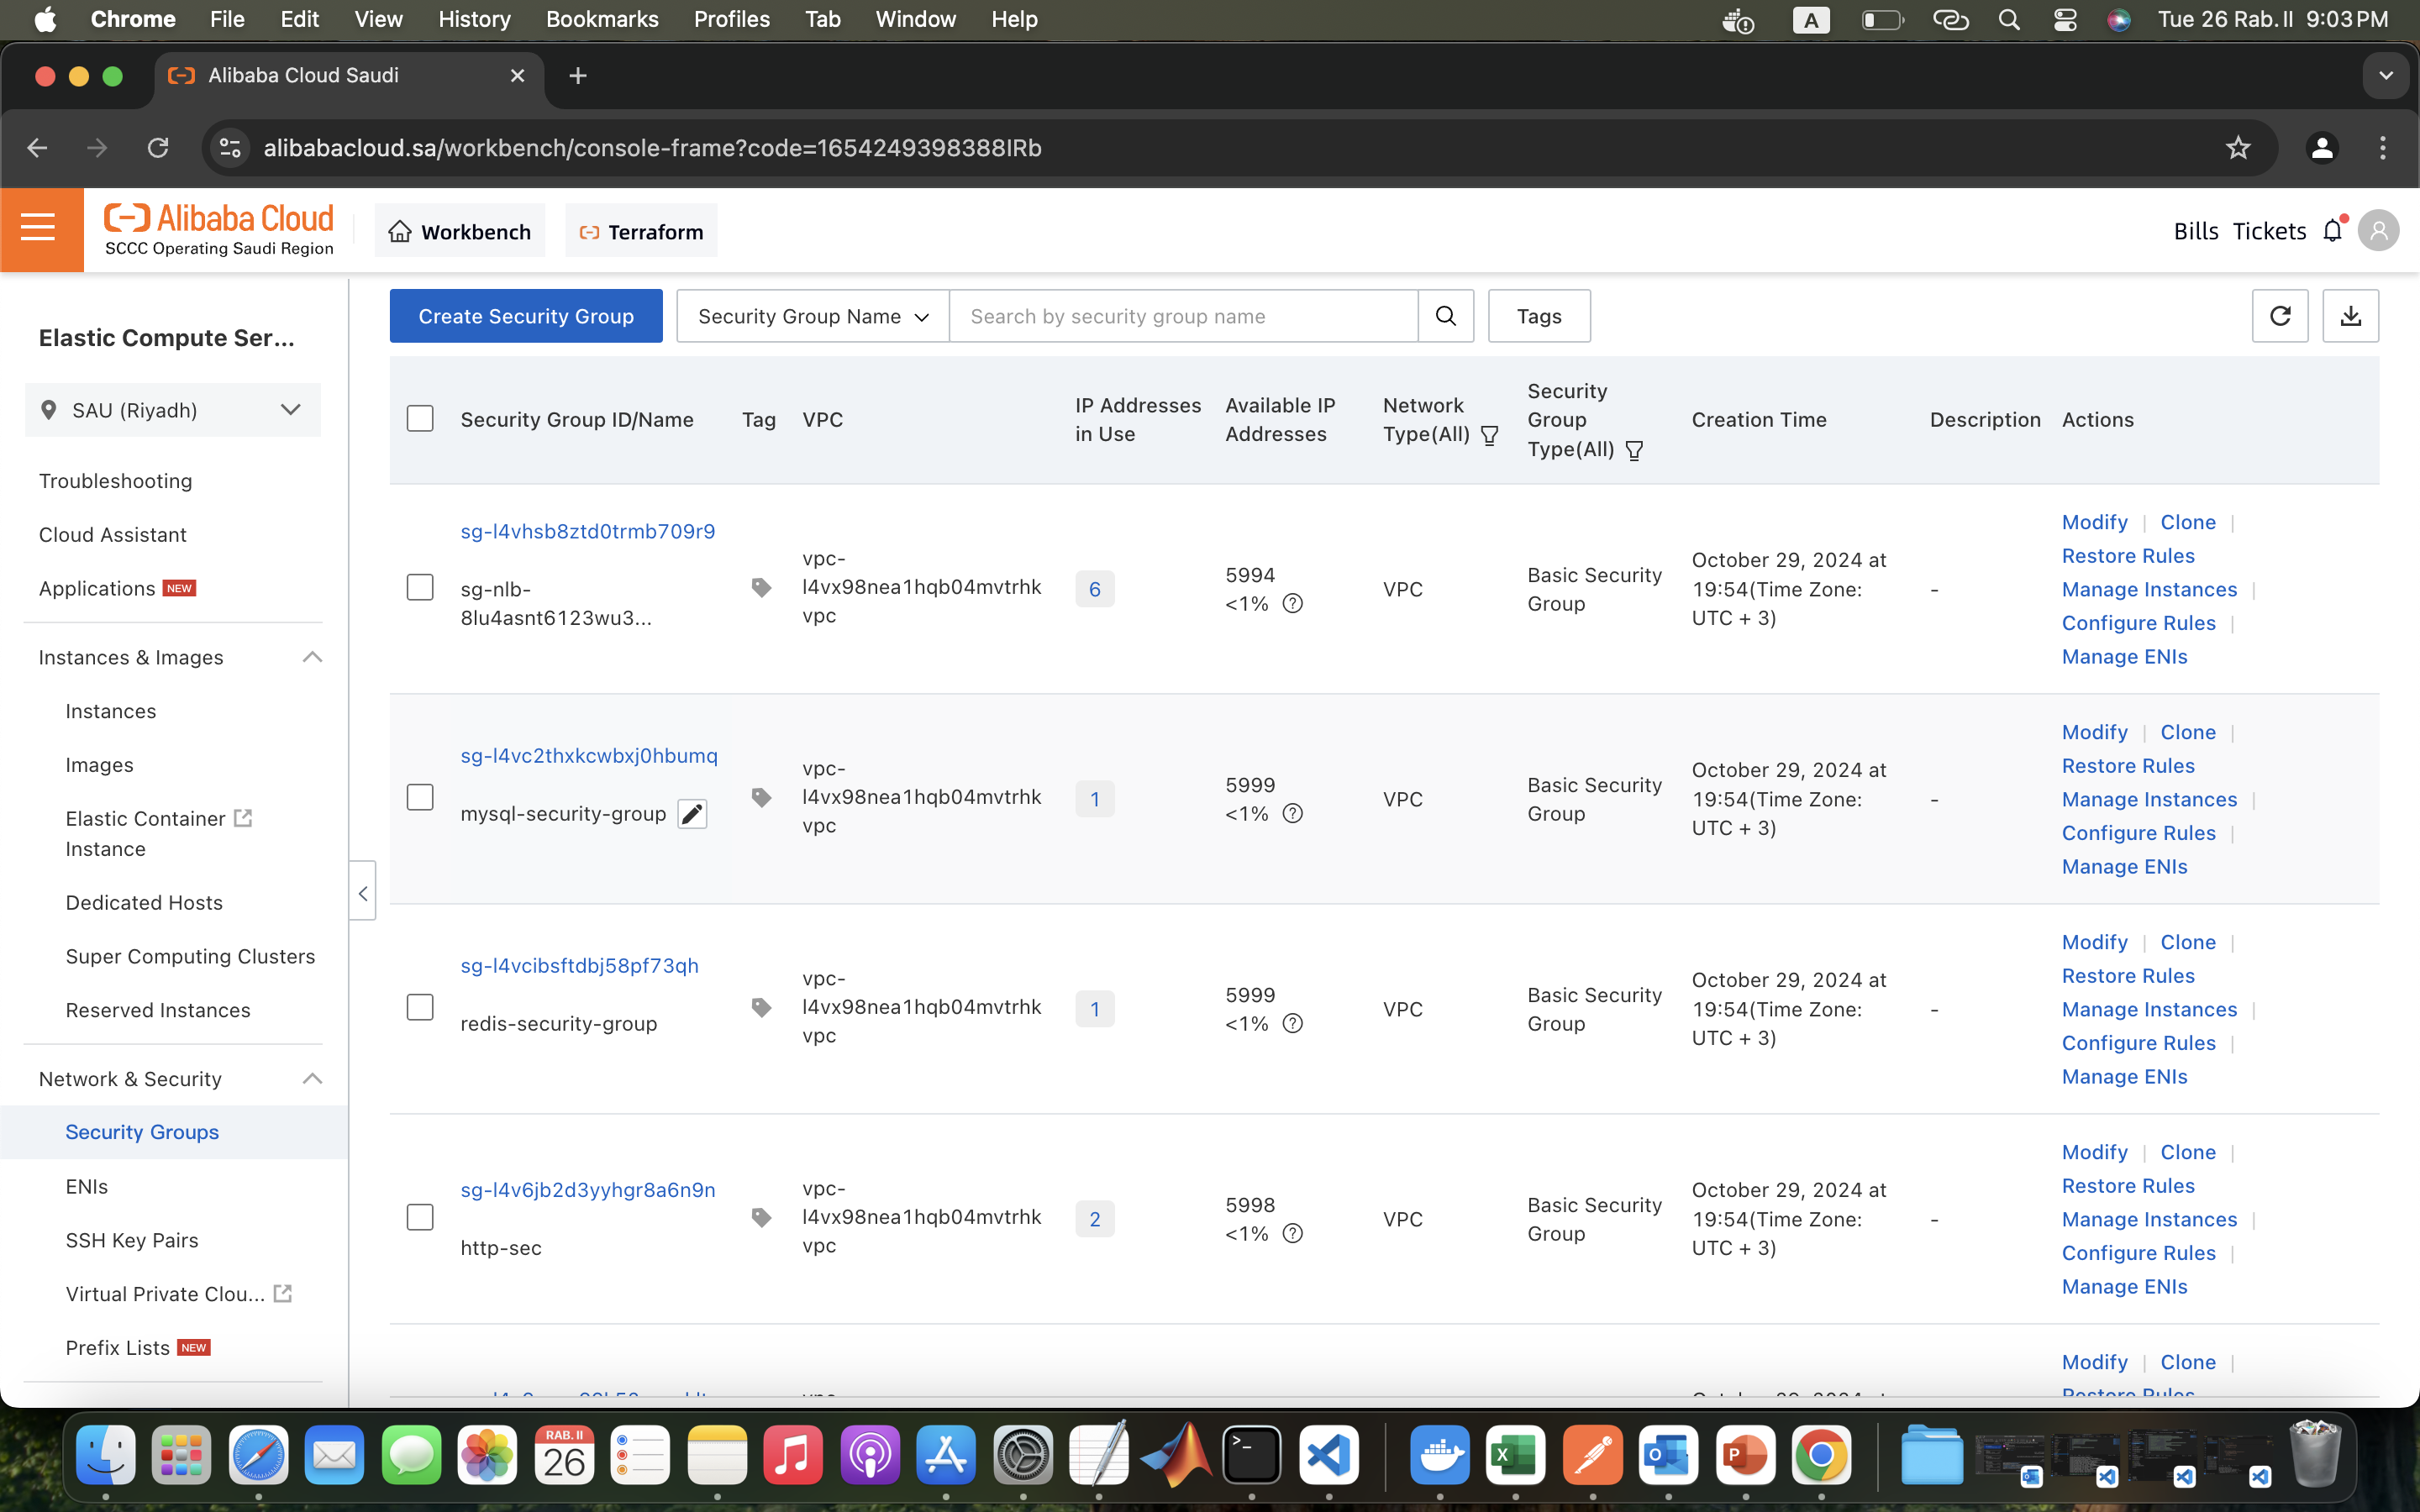 Chrome File Edit View History Bookmarks Profiles Tab Window Help
A
Tue 26 Rab. II 9:03 PM
Alibaba Cloud Saudi
alibabacloud.sa/workbench/console-frame?code=1654249398388IRb
Alibaba Cloud
SCCC Operating Saudi Region
Workbench
Terraform
Bills Tickets
Elastic Compute Ser...
SAU (Riyadh)
Troubleshooting
Cloud Assistant
Applications NEW
Instances & Images
Instances
Images
Elastic Container
Instance
Dedicated Hosts
Super Computing Clusters
Reserved Instances
Network & Security
Security Groups
ENIs
SSH Key Pairs
Virtual Private Clou...
Prefix Lists NEW
Create Security Group
Security Group Name
Search by security group name
Tags
Security Group ID/Name
Tag
VPC
IP Addresses
in Use
Available IP
Addresses
Network
Type(All)
Security
Group
Type(All)
Creation Time
Description
Actions
sg-l4vhsb8ztd0trmb709r9
sg-nlb-
8lu4asnt6123wu3...
vpc-
l4vx98nea1hqb04mvtrhk
vpc
6
5994
<1%
VPC
Basic Security
Group
October 29, 2024 at
19:54(Time Zone:
UTC + 3)
-
Modify | Clone |
Restore Rules
Manage Instances |
Configure Rules |
Manage ENIs
sg-l4vc2thxkcwbxj0hbumq
mysql-security-group
vpc-
l4vx98nea1hqb04mvtrhk
vpc
1
5999
<1%
VPC
Basic Security
Group
October 29, 2024 at
19:54(Time Zone:
UTC + 3)
-
Modify | Clone |
Restore Rules
Manage Instances |
Configure Rules |
Manage ENIs
sg-l4vcibsftdbj58pf73qh
redis-security-group
vpc-
l4vx98nea1hqb04mvtrhk
vpc
1
5999
<1%
VPC
Basic Security
Group
October 29, 2024 at
19:54(Time Zone:
UTC + 3)
-
Modify | Clone |
Restore Rules
Manage Instances |
Configure Rules |
Manage ENIs
sg-l4v6jb2d3yyhgr8a6n9n
http-sec
vpc-
l4vx98nea1hqb04mvtrhk
vpc
2
5998
<1%
VPC
Basic Security
Group
October 29, 2024 at
19:54(Time Zone:
UTC + 3)
-
Modify | Clone |
Restore Rules
Manage Instances |
Configure Rules |
Manage ENIs
Modify | Clone |
Restore Rules
RAB. II
26